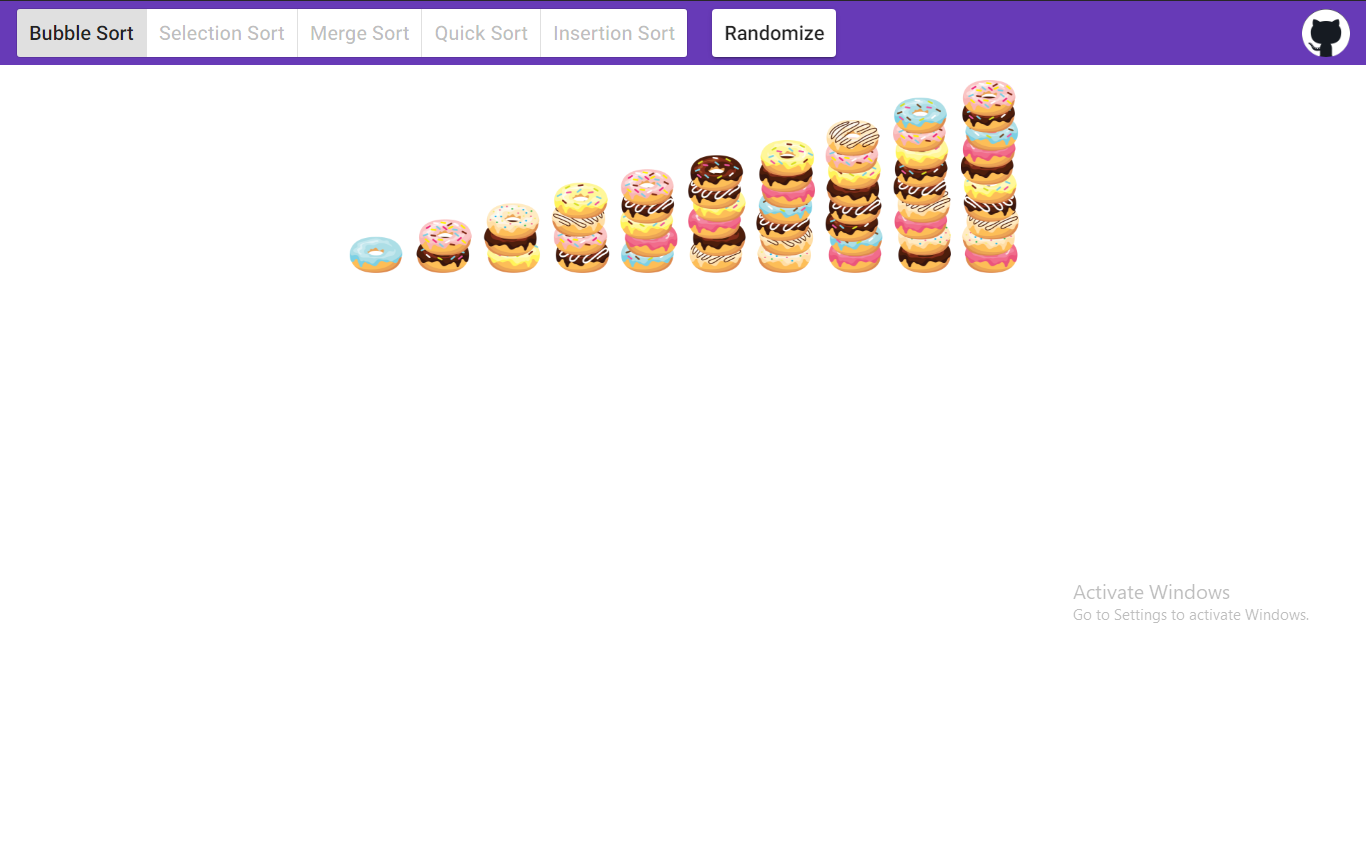 Bubble Sort Selection Sort Merge Sort Quick Sort Insertion Sort Randomize
Activate Windows
Go to Settings to activate Windows.